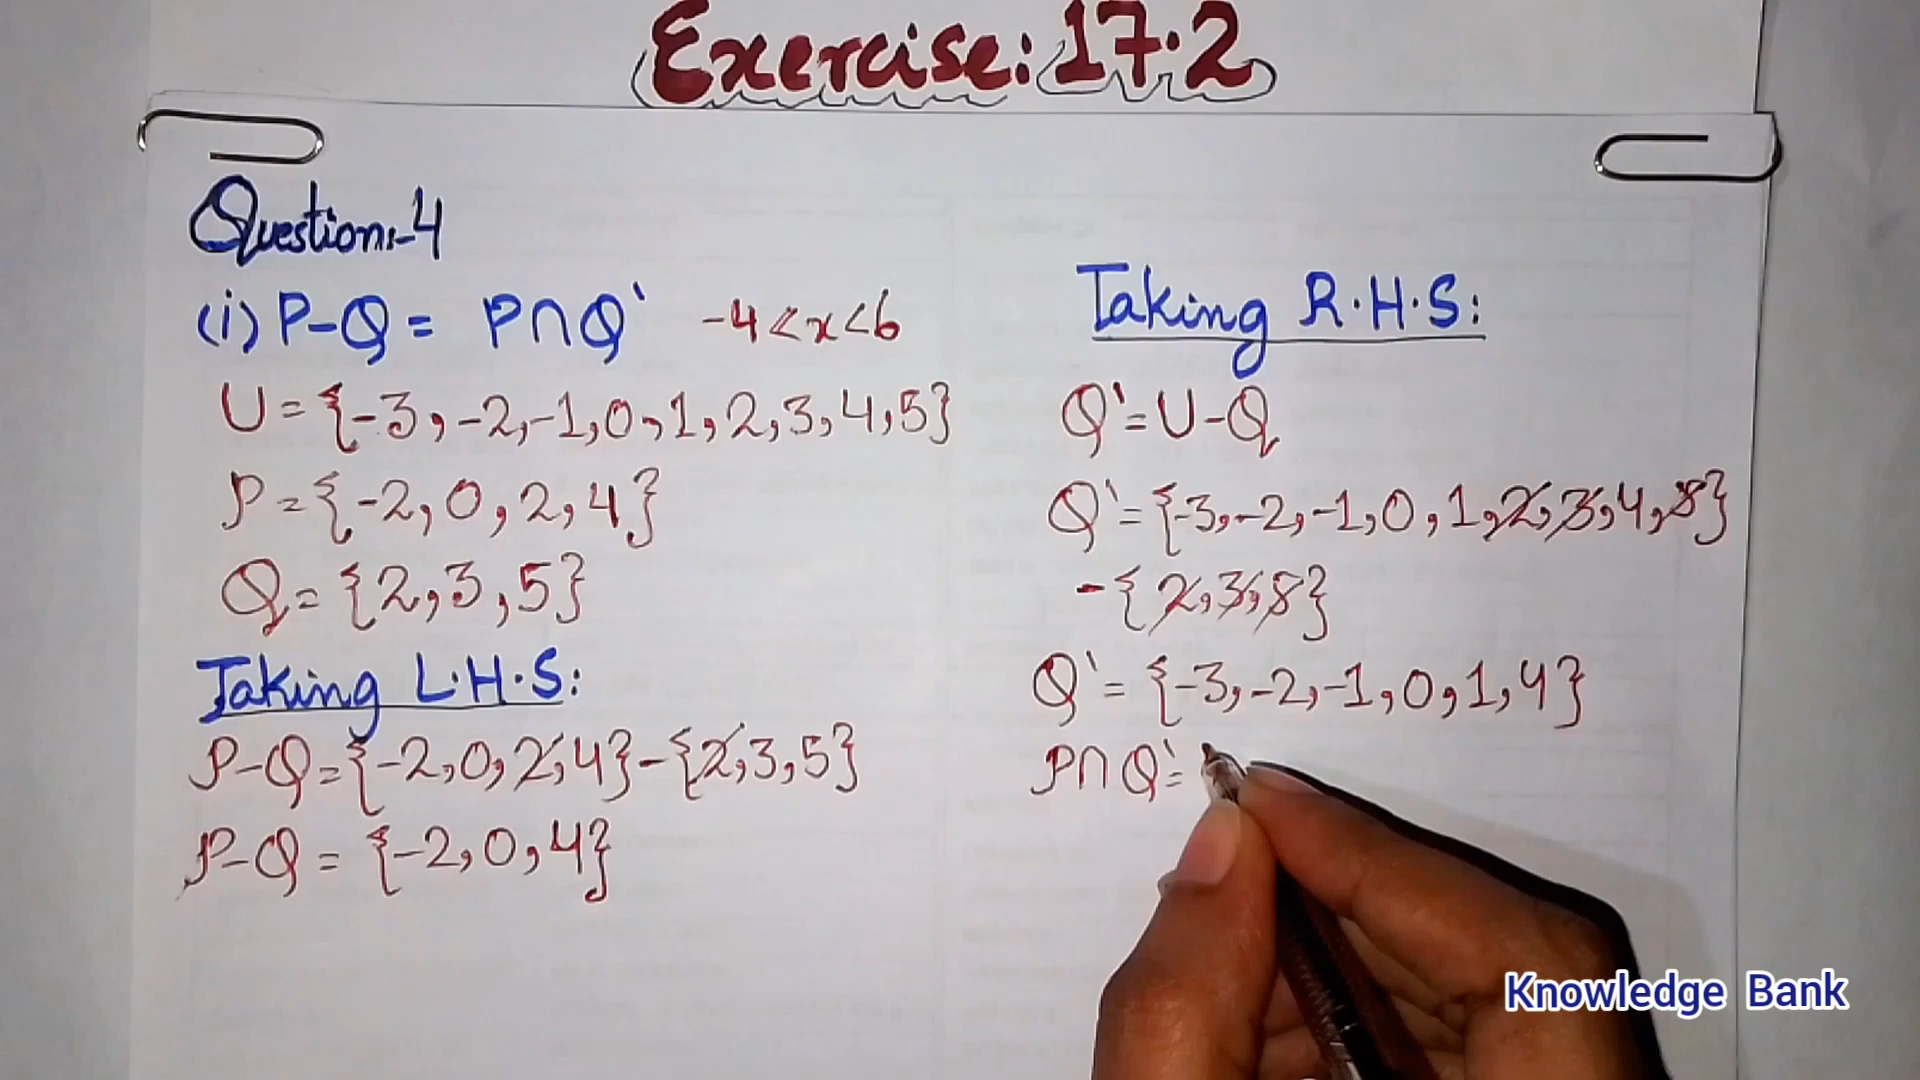 Exercise: 17.2
Question:-4
(i) P-Q = P∩Q' -4<x<6
U = {-3, -2, -1, 0, 1, 2, 3, 4, 5}
P = {-2, 0, 2, 4}
Q = {2, 3, 5}
Taking L.H.S:
P-Q = {-2, 0, 2, 4} - {2, 3, 5}
P-Q = {-2, 0, 4}
Taking R.H.S:
Q' = U-Q
Q' = {-3, -2, -1, 0, 1, 2, 3, 4, 5}
- {2, 3, 5}
Q' = {-3, -2, -1, 0, 1, 4}
P∩Q' =
Knowledge Bank